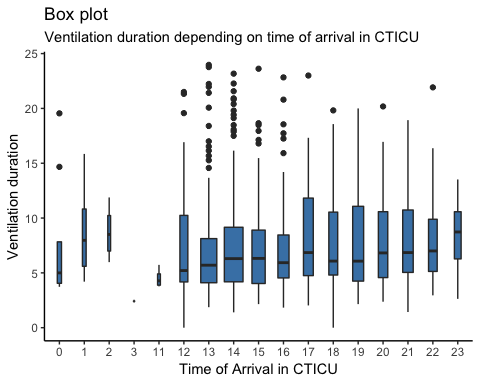 Box plot
Ventilation duration depending on time of arrival in CTICU
25
20
15
10
5
0
Ventilation duration
0 1 2 3 11 12 13 14 15 16 17 18 19 20 21 22 23
Time of Arrival in CTICU